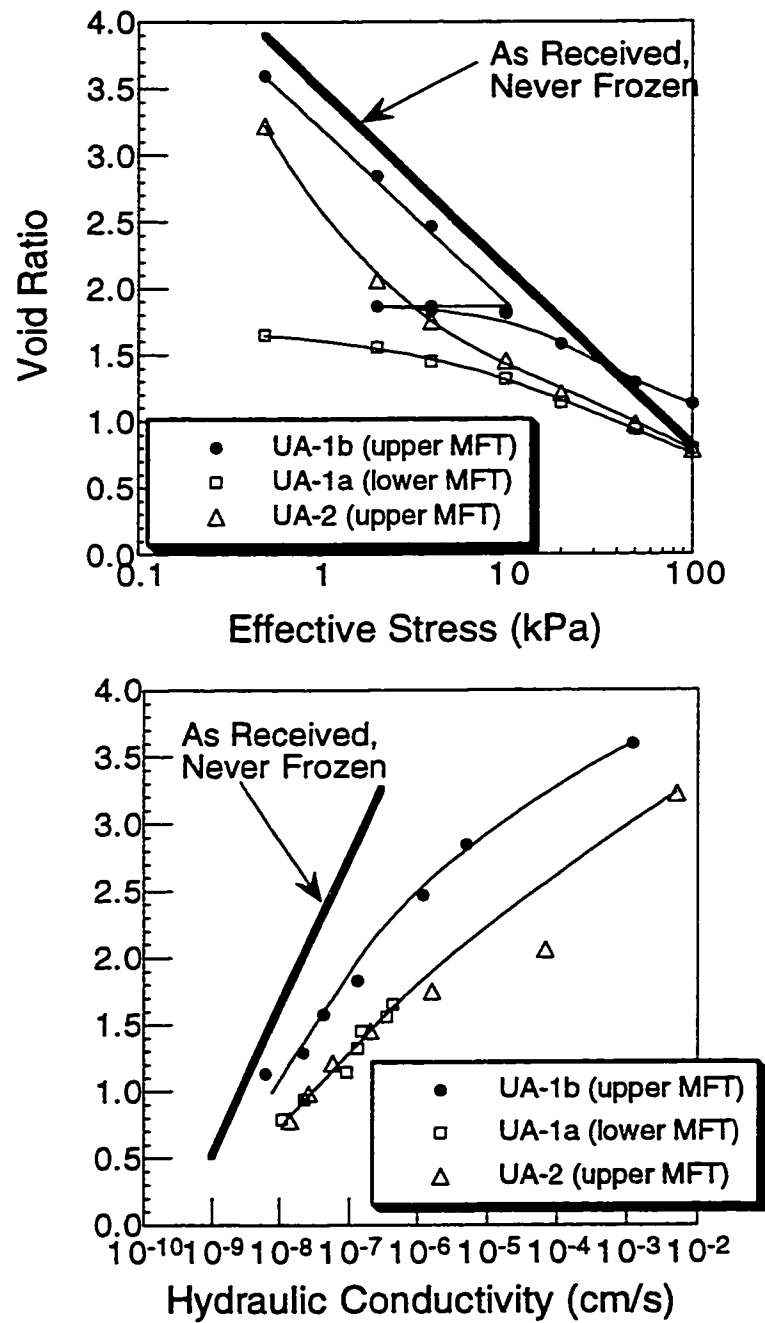 4.0
As Received,
Never Frozen
3.5
3.0
2.5
2.0
1.5
1.0
0.5
0.0
Void Ratio
UA-1b (upper MFT)
UA-1a (lower MFT)
UA-2 (upper MFT)
0.1 1 10 100
Effective Stress (kPa)
4.0
As Received,
Never Frozen
3.5
3.0
2.5
2.0
1.5
1.0
0.5
0.0
UA-1b (upper MFT)
UA-1a (lower MFT)
UA-2 (upper MFT)
10-10 10-9 10-8 10-7 10-6 10-5 10-4 10-3 10-2
Hydraulic Conductivity (cm/s)